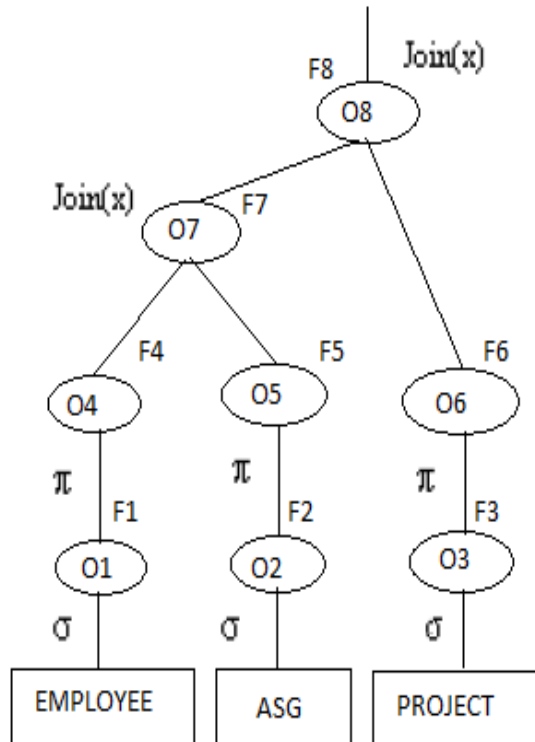 F8 Join(x)
O8
Join(x) F7
O7
F4 F5 F6
O4 O5 O6
π π π
F1 F2 F3
O1 O2 O3
σ σ σ
EMPLOYEE ASG PROJECT